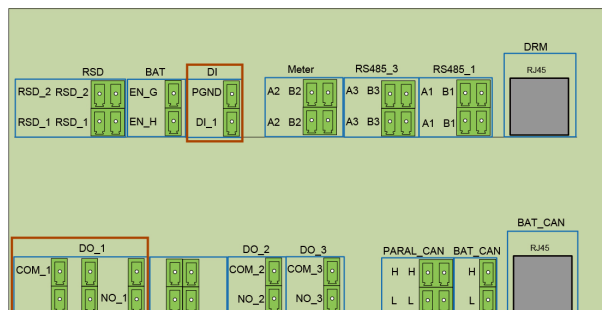 DRM
RSD BAT DI Meter RS485_3 RS485_1 RJ45
RSD_2 RSD_2 EN_G PGND A2 B2 A3 B3 A1 B1
RSD_1 RSD_1 EN_H DI_1 A2 B2 A3 B3 A1 B1
BAT_CAN
DO_1 DO_2 DO_3 PARAL_CAN BAT_CAN RJ45
COM_1 COM_2 COM_3 H H H
NO_1 NO_2 NO_3 L L L